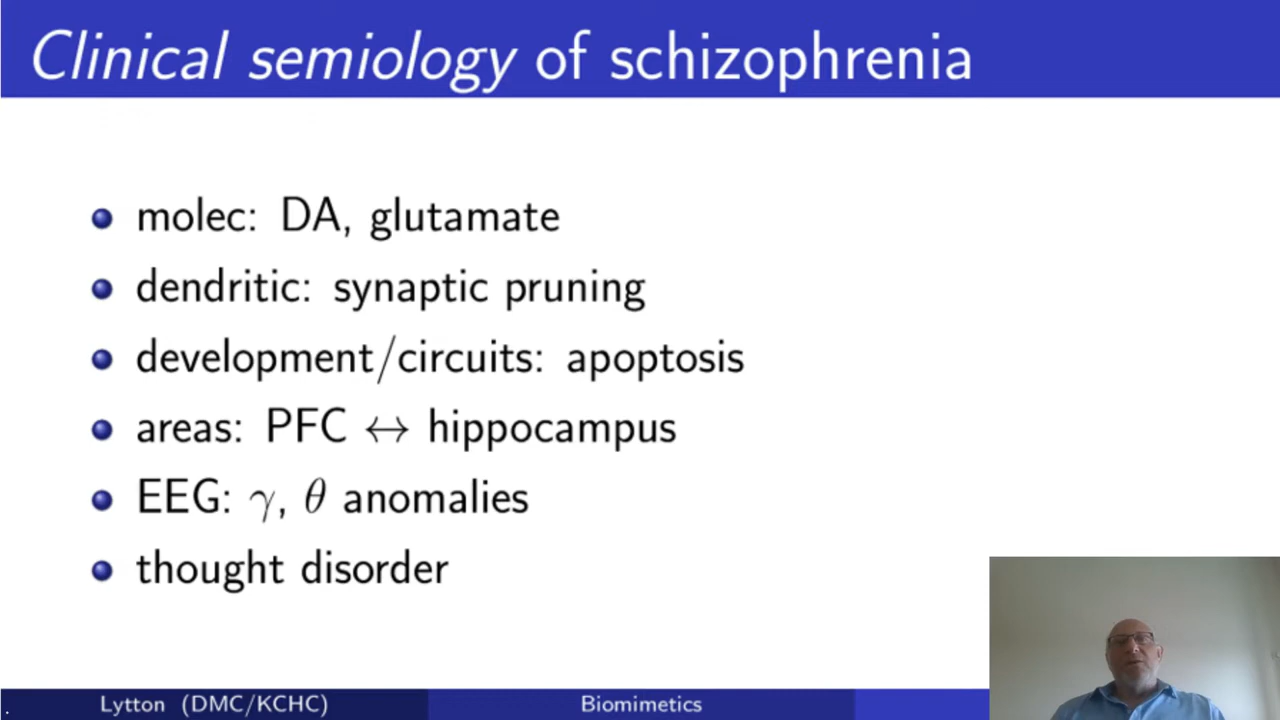 Clinical semiology of schizophrenia
molec: DA, glutamate
dendritic: synaptic pruning
development/circuits: apoptosis
areas: PFC ↔ hippocampus
EEG: γ, θ anomalies
thought disorder
Lytton (DMC/KCHC) Biomimetics